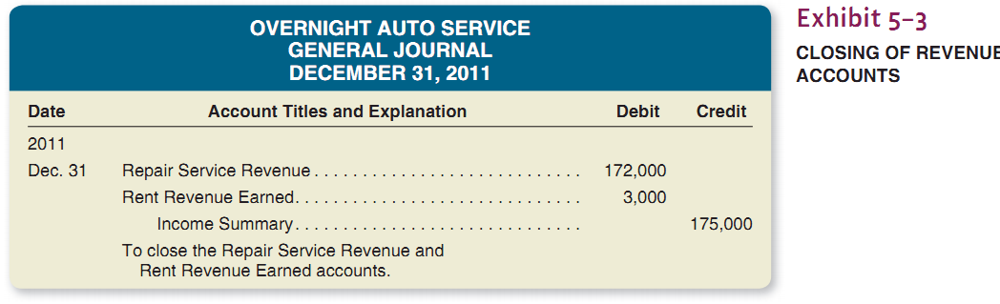 OVERNIGHT AUTO SERVICE
GENERAL JOURNAL
DECEMBER 31, 2011
Exhibit 5–3
CLOSING OF REVENUE
ACCOUNTS
Date Account Titles and Explanation Debit Credit
2011
Dec. 31 Repair Service Revenue . . . . . . . . . . . . . . . . . . . . . . . . . . . . 172,000
Rent Revenue Earned. . . . . . . . . . . . . . . . . . . . . . . . . . . . . . 3,000
Income Summary. . . . . . . . . . . . . . . . . . . . . . . . . . . . . . 175,000
To close the Repair Service Revenue and
Rent Revenue Earned accounts.